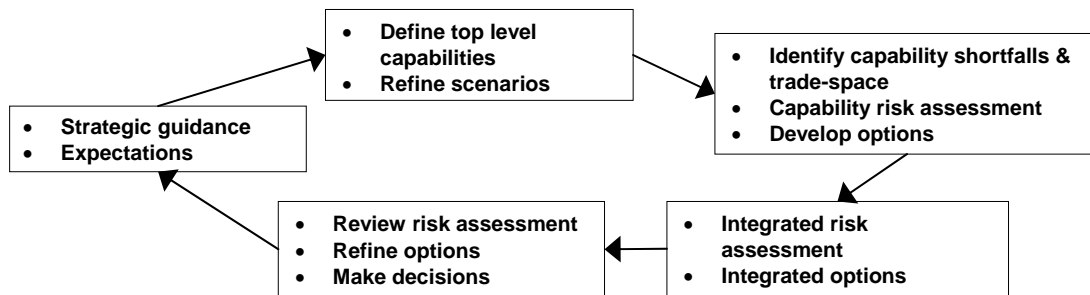 • Define top level
capabilities
• Refine scenarios
• Identify capability shortfalls &
trade-space
• Capability risk assessment
• Develop options
• Strategic guidance
• Expectations
• Review risk assessment
• Refine options
• Make decisions
• Integrated risk
assessment
• Integrated options